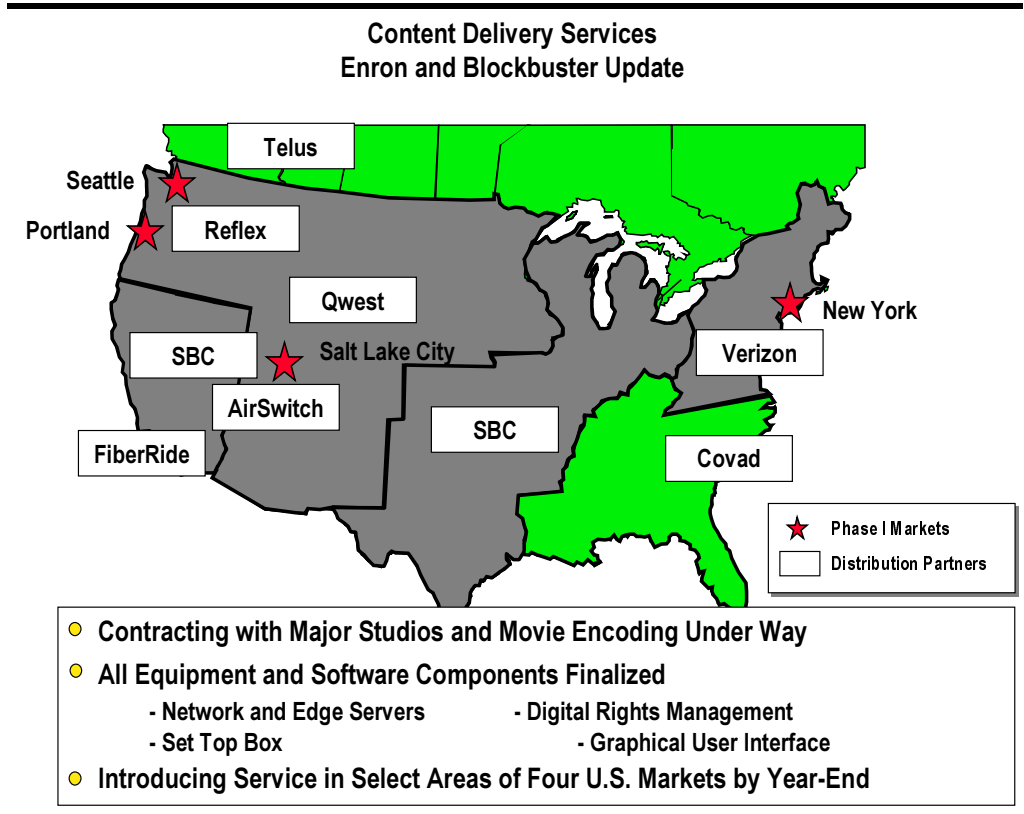 Content Delivery Services
Enron and Blockbuster Update
Telus
Seattle
Portland
Reflex
Qwest
New York
SBC
Salt Lake City
Verizon
AirSwitch
SBC
FiberRide
Covad
Phase I Markets
Distribution Partners
Contracting with Major Studios and Movie Encoding Under Way
All Equipment and Software Components Finalized
- Network and Edge Servers - Digital Rights Management
- Set Top Box - Graphical User Interface
Introducing Service in Select Areas of Four U.S. Markets by Year-End